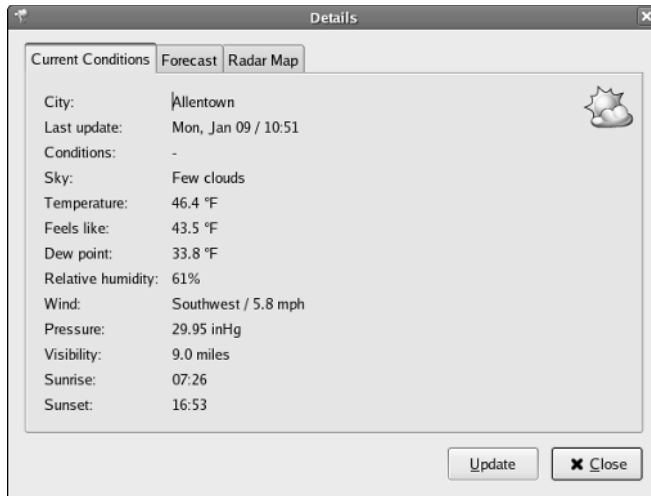 Details
Current Conditions Forecast Radar Map
City: Allentown
Last update: Mon, Jan 09 / 10:51
Conditions: -
Sky: Few clouds
Temperature: 46.4 °F
Feels like: 43.5 °F
Dew point: 33.8 °F
Relative humidity: 61%
Wind: Southwest / 5.8 mph
Pressure: 29.95 inHg
Visibility: 9.0 miles
Sunrise: 07:26
Sunset: 16:53
Update Close